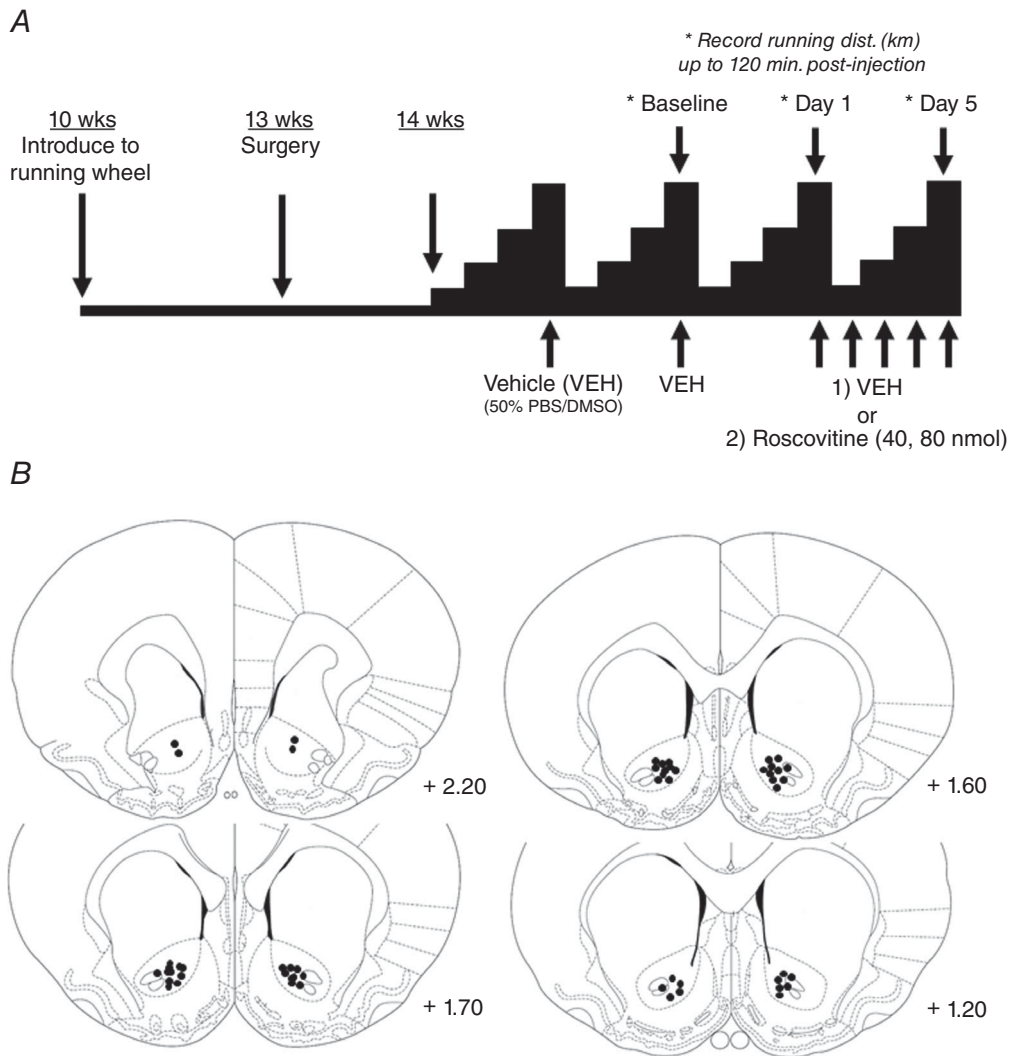 A
* Record running dist. (km)
up to 120 min. post-injection
* Baseline
* Day 1
* Day 5
10 wks
Introduce to
running wheel
13 wks
Surgery
14 wks
Vehicle (VEH)
(50% PBS/DMSO)
VEH
1) VEH
or
2) Roscovitine (40, 80 nmol)
B
+ 2.20
+ 1.60
+ 1.70
+ 1.20